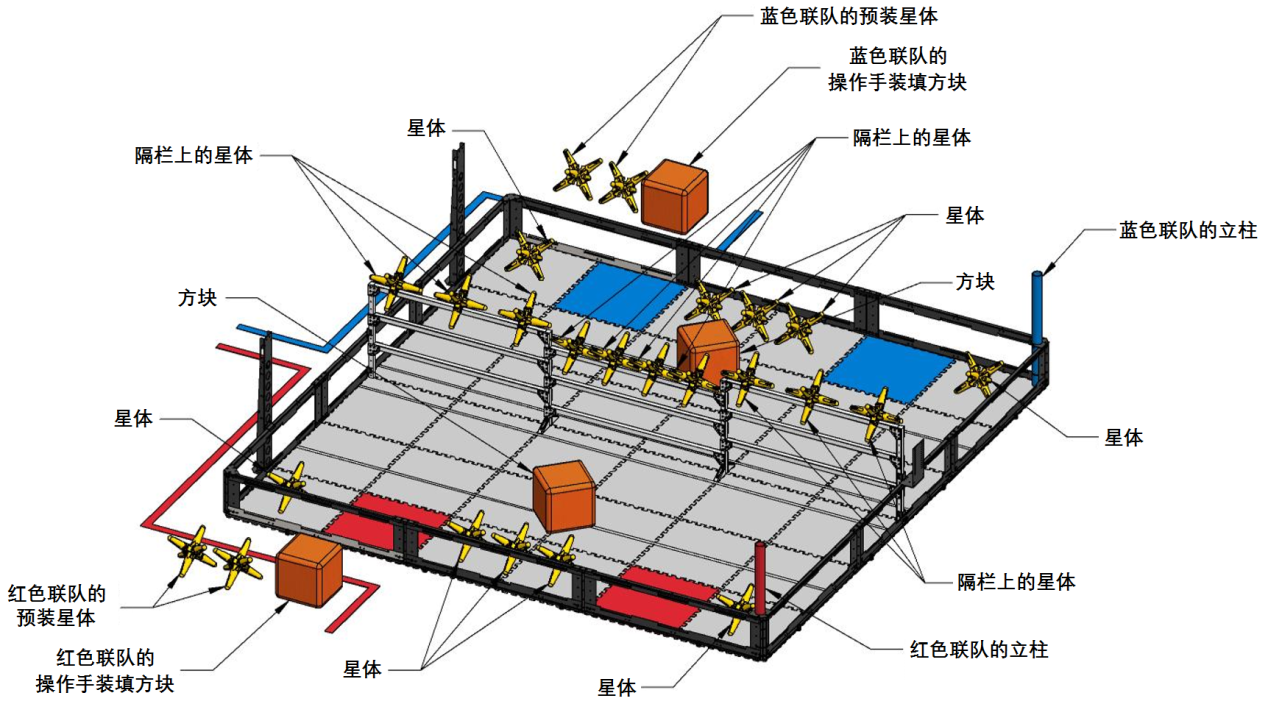 蓝色联队的预装星体
蓝色联队的
操作手装填方块
星体
隔栏上的星体
隔栏上的星体
星体
蓝色联队的立柱
方块
方块
星体
星体
隔栏上的星体
红色联队的
预装星体
红色联队的
操作手装填方块
星体
星体
红色联队的立柱